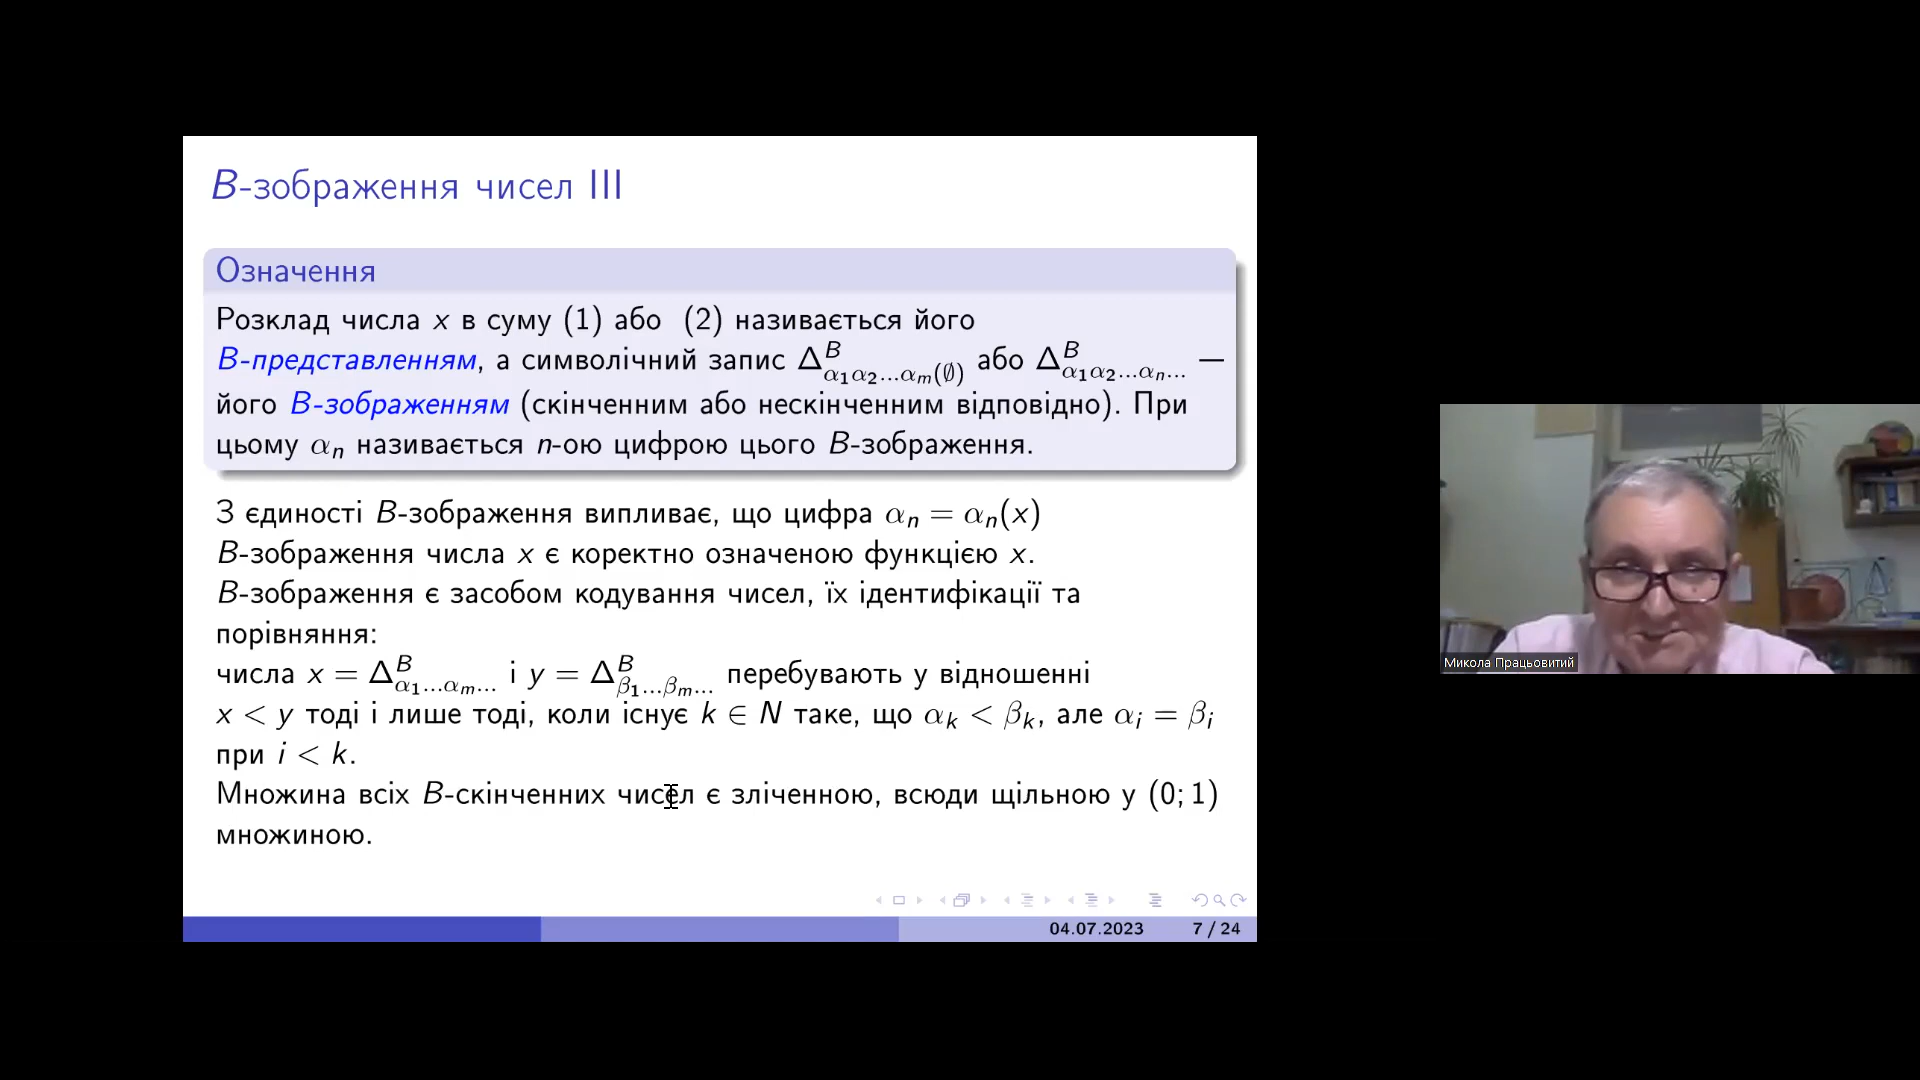 B-зображення чисел III
Означення
Розклад числа x в суму (1) або (2) називається його
B-представленням, а символічний запис Δ^B_{α₁α₂...αₘ(∅)} або Δ^B_{α₁α₂...αₙ...} —
його B-зображенням (скінченним або нескінченним відповідно). При
цьому αₙ називається n-ою цифрою цього B-зображення.
З єдиності B-зображення випливає, що цифра αₙ = αₙ(x)
B-зображення числа x є коректно означеною функцією x.
B-зображення є засобом кодування чисел, їх ідентифікації та
порівняння:
числа x = Δ^B_{α₁...αₘ...} і y = Δ^B_{β₁...βₘ...} перебувають у відношенні
x < y тоді і лише тоді, коли існує k ∈ N таке, що αₖ < βₖ, але αᵢ = βᵢ
при i < k.
Множина всіх B-скінченних чисел є зліченною, всюди щільною у (0; 1)
множиною.
04.07.2023 7 / 24
Микола Працьовитий